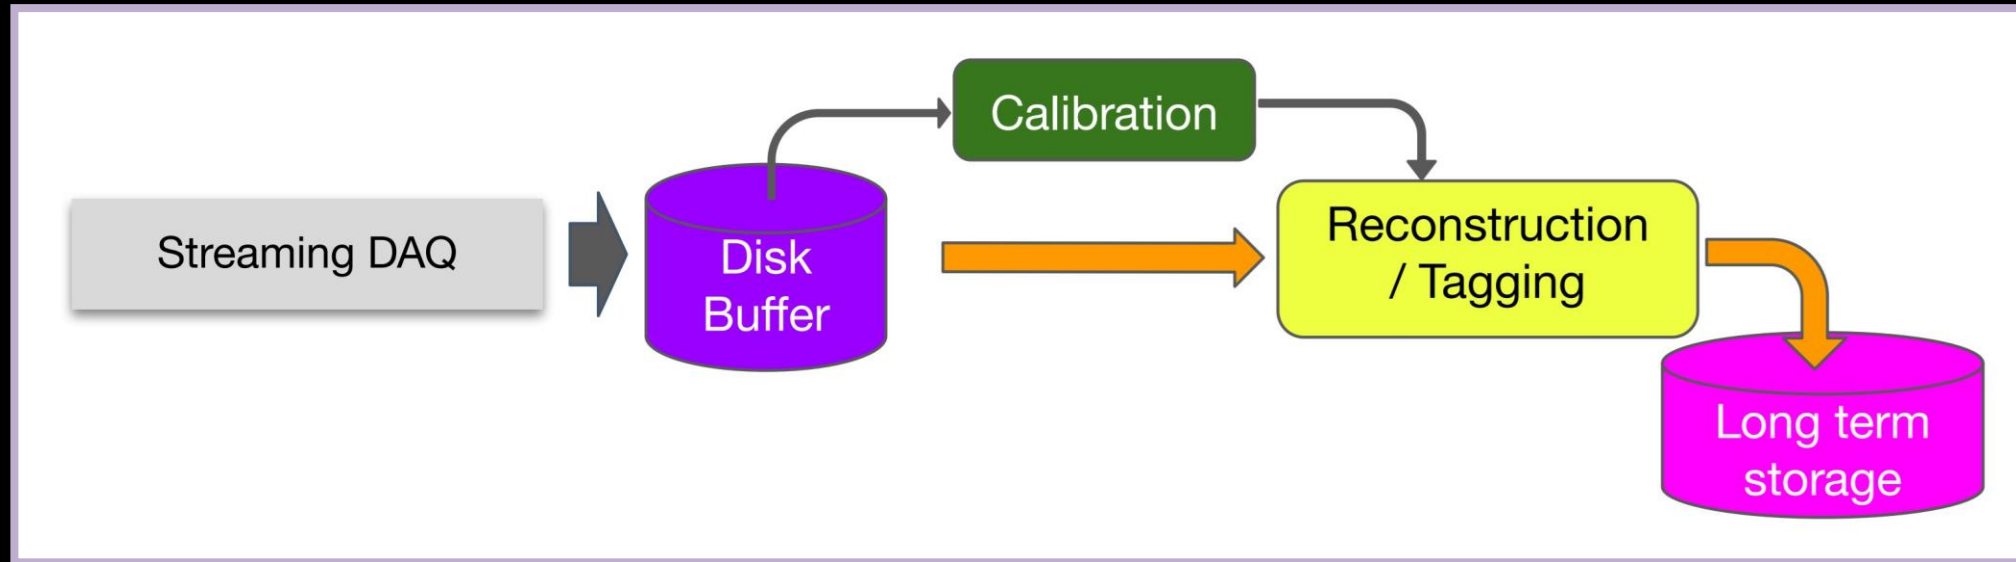 Calibration
Streaming DAQ
Disk
Buffer
Reconstruction
/ Tagging
Long term
storage